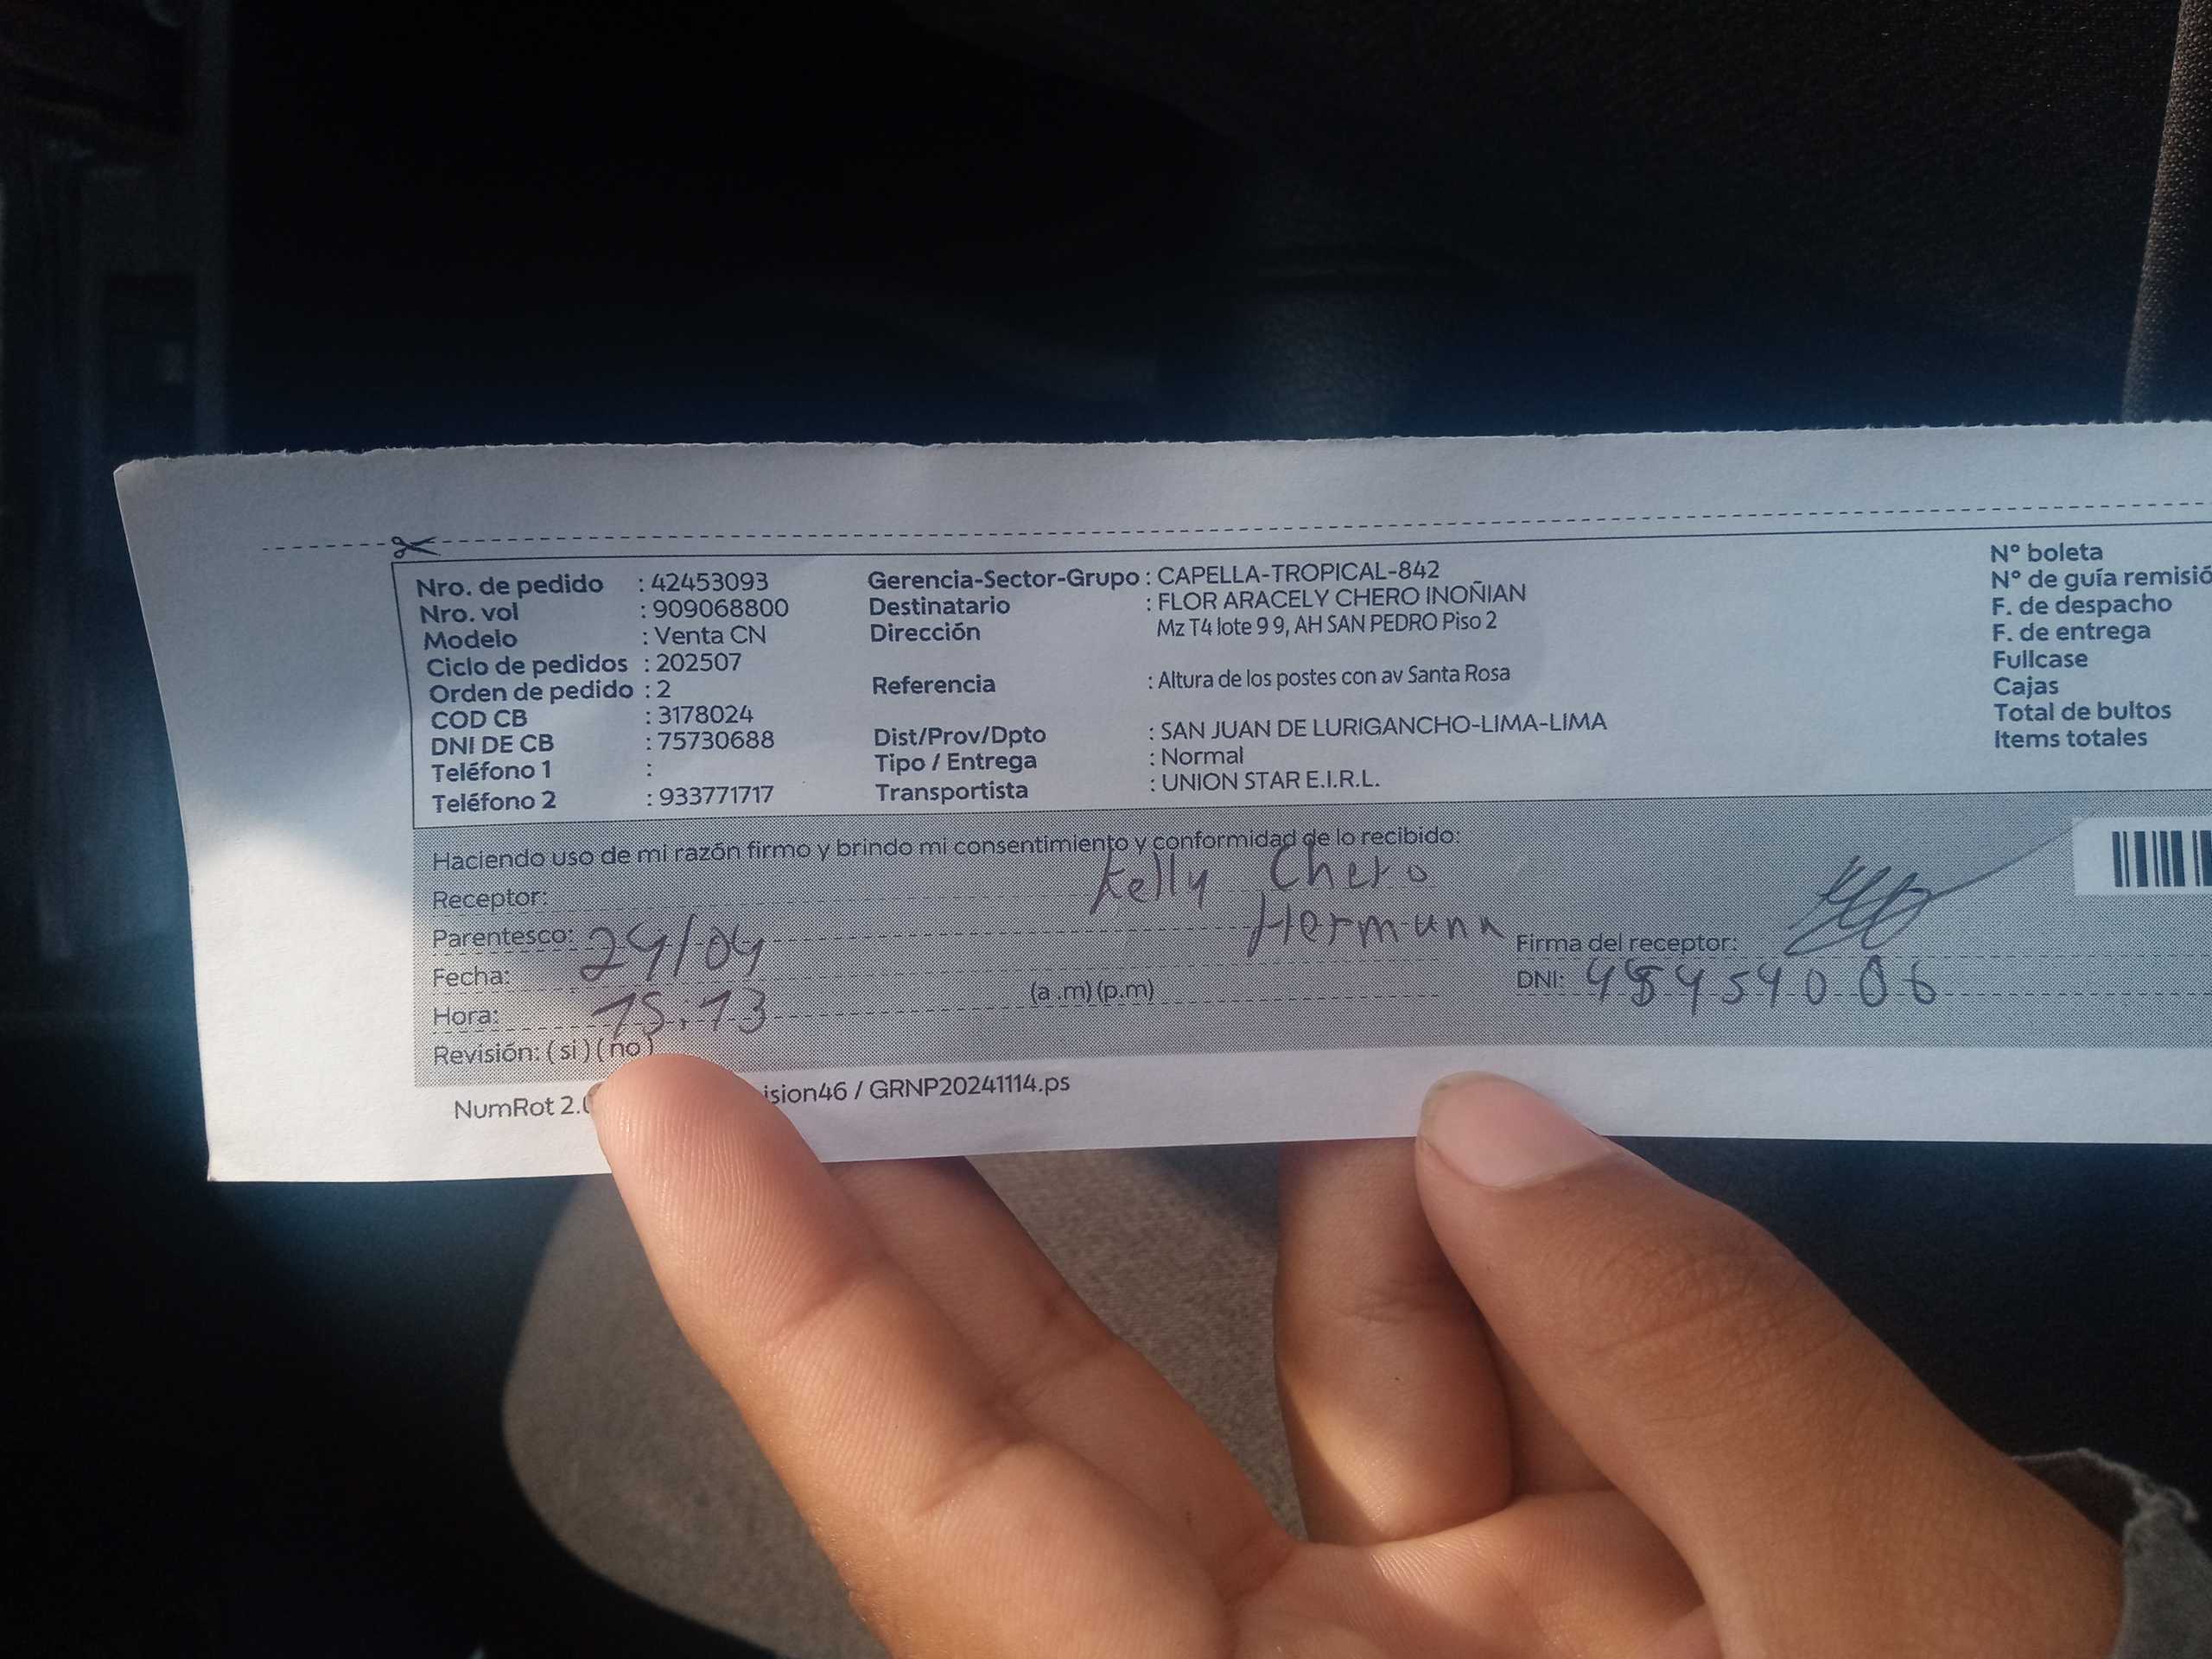 Nro. de pedido : 42453093 Gerencia-Sector-Grupo : CAPELLA-TROPICAL-842 N° boleta
Nro. vol : 909068800 Destinatario : FLOR ARACELY CHERO INOÑIAN N° de guía remisió
Modelo : Venta CN Dirección Mz T4 lote 9 9, AH SAN PEDRO Piso 2 F. de despacho
Ciclo de pedidos : 202507 F. de entrega
Orden de pedido : 2 Referencia : Altura de los postes con av Santa Rosa Fullcase
COD CB : 3178024 Cajas
DNI DE CB : 75730688 Dist/Prov/Dpto : SAN JUAN DE LURIGANCHO-LIMA-LIMA Total de bultos
Teléfono 1 : Tipo / Entrega : Normal Items totales
Teléfono 2 : 933771717 Transportista : UNION STAR E.I.R.L.
Haciendo uso de mi razón firmo y brindo mi consentimiento y conformidad de lo recibido:
Receptor: Kelly Chero
Parentesco: Hermana Firma del receptor:
Fecha: 24/04 DNI:
Hora: 15:13 (a .m) (p.m)
Revisión: ( si ) ( no )
NumRot 2.0 ision46 / GRNP20241114.ps